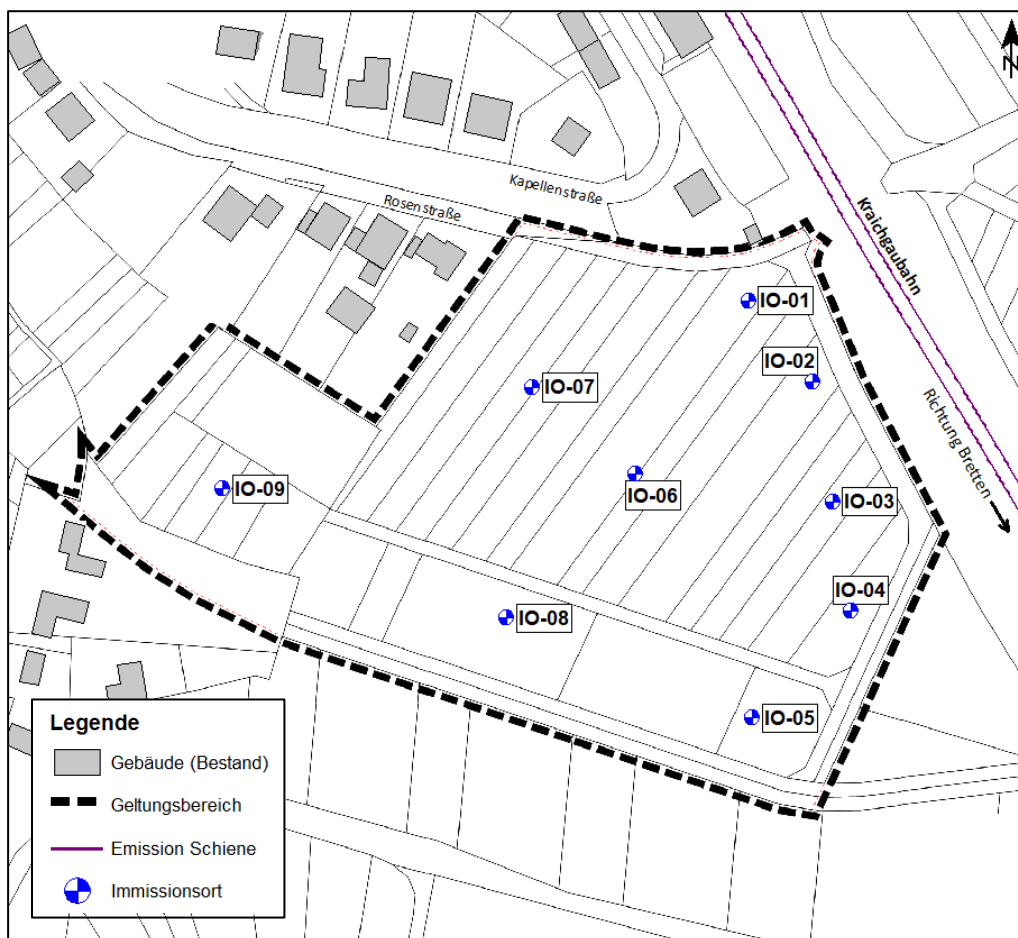 N
Kapellenstraße
Rosenstraße
Kraichgaubahn
IO-01
IO-02
IO-07
Richtung Bretten
IO-06
IO-09
IO-03
IO-04
IO-08
IO-05
Legende
Gebäude (Bestand)
Geltungsbereich
Emission Schiene
Immissionsort